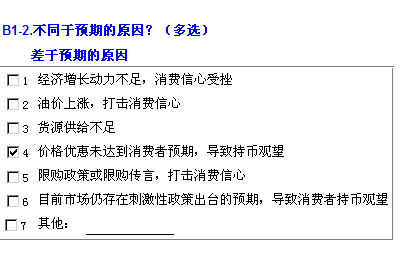 B1-2.不同于预期的原因？（多选）
差于预期的原因
1 经济增长动力不足，消费信心受挫
2 油价上涨，打击消费信心
3 货源供给不足
4 价格优惠未达到消费者预期，导致持币观望
5 限购政策或限购传言，打击消费信心
6 目前市场仍存在刺激性政策出台的预期，导致消费者持币观望
7 其他：